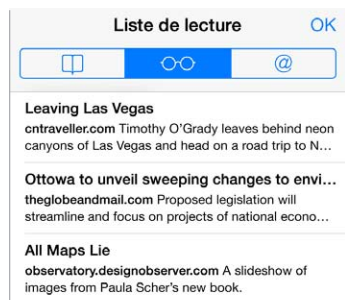 Liste de lecture
OK
@
Leaving Las Vegas
cntraveller.com Timothy O’Grady leaves behind neon
canyons of Las Vegas and head on a road trip to N…
Ottowa to unveil sweeping changes to envi…
theglobeandmail.com Proposed legislation will
streamline and focus on projects of national econo…
All Maps Lie
observatory.designobserver.com A slideshow of
images from Paula Scher’s new book.